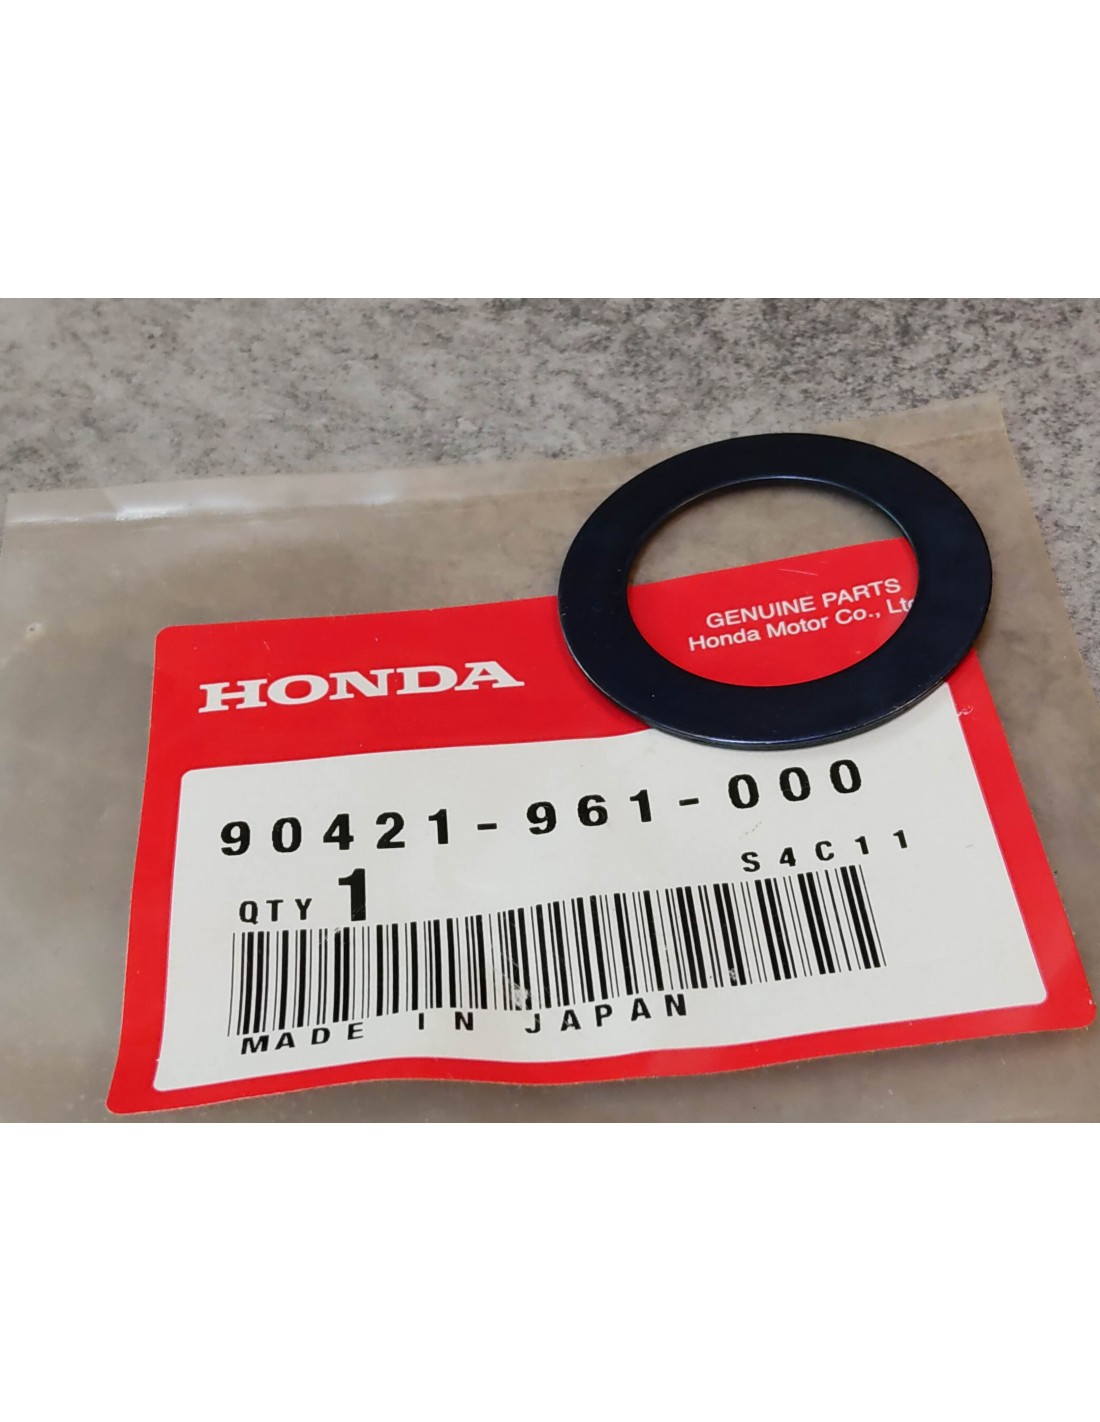 GENUINE PARTS
Honda Motor Co., Ltd
HONDA
90421-961-000
S4C11
QTY 1
MADE IN JAPAN